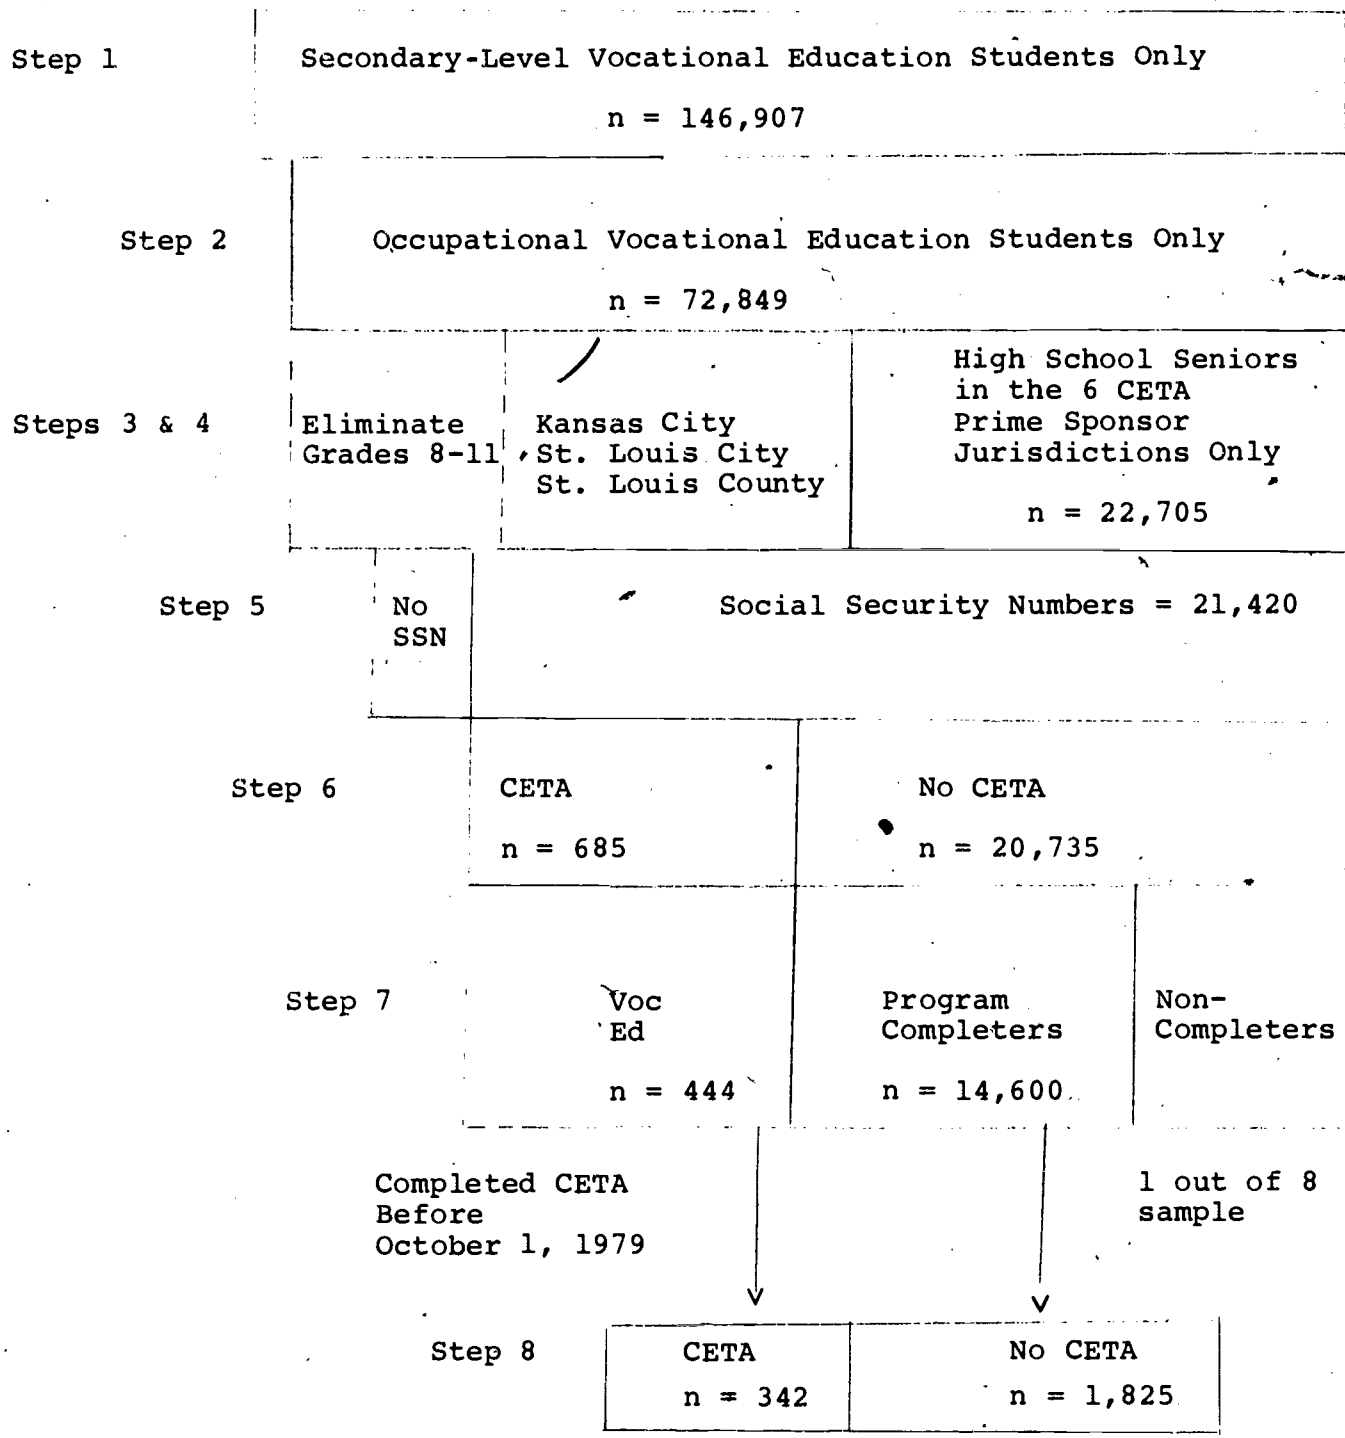 Step 1
Secondary-Level Vocational Education Students Only
n = 146,907
Step 2
Occupational Vocational Education Students Only
n = 72,849
Steps 3 & 4
Eliminate
Grades 8-11
Kansas City
St. Louis City
St. Louis County
High School Seniors
in the 6 CETA
Prime Sponsor
Jurisdictions Only
n = 22,705
Step 5
No
SSN
Social Security Numbers = 21,420
Step 6
CETA
n = 685
No CETA
n = 20,735
Step 7
Voc
Ed
n = 444
Program
Completers
n = 14,600
Non-
Completers
Completed CETA
Before
October 1, 1979
1 out of 8
sample
Step 8
CETA
n = 342
No CETA
n = 1,825